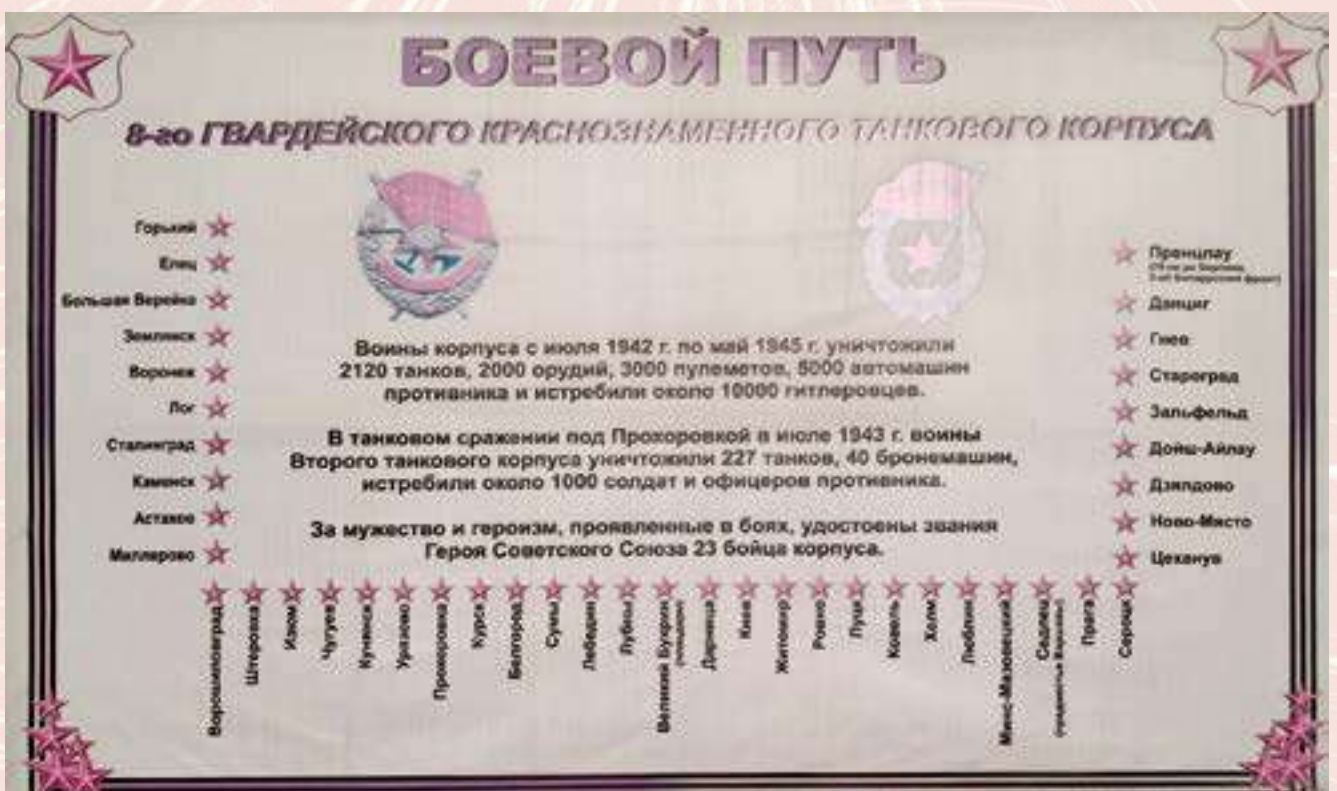 БОЕВОЙ ПУТЬ
8-го ГВАРДЕЙСКОГО КРАСНОЗНАМЕННОГО ТАНКОВОГО КОРПУСА
Горький
Елец
Большая Верейка
Землянск
Воронеж
Лог
Сталинград
Каменск
Астахов
Миллерово
Воины корпуса с июля 1942 г. по май 1945 г. уничтожили
2120 танков, 2000 орудий, 3000 пулеметов, 5000 автомашин
противника и истребили около 10000 гитлеровцев.
В танковом сражении под Прохоровкой в июле 1943 г. воины
Второго танкового корпуса уничтожили 227 танков, 40 бронемашин,
истребили около 1000 солдат и офицеров противника.
За мужество и героизм, проявленные в боях, удостоены звания
Героя Советского Союза 23 бойца корпуса.
Ворошиловград
Штеровка
Изюм
Чугуев
Купянск
Уразово
Прохоровка
Курск
Белгород
Сумы
Лебедин
Лубны
Великий Букрин
Дарница
Киев
Житомир
Ровно
Луцк
Ковель
Холм
Люблин
Минс-Мазовецкий
Седлец
Прага
Сероцк
Пренцлау
Данциг
Гнев
Староград
Зальфельд
Дойш-Айлау
Дзялдово
Ново-Място
Цеханув